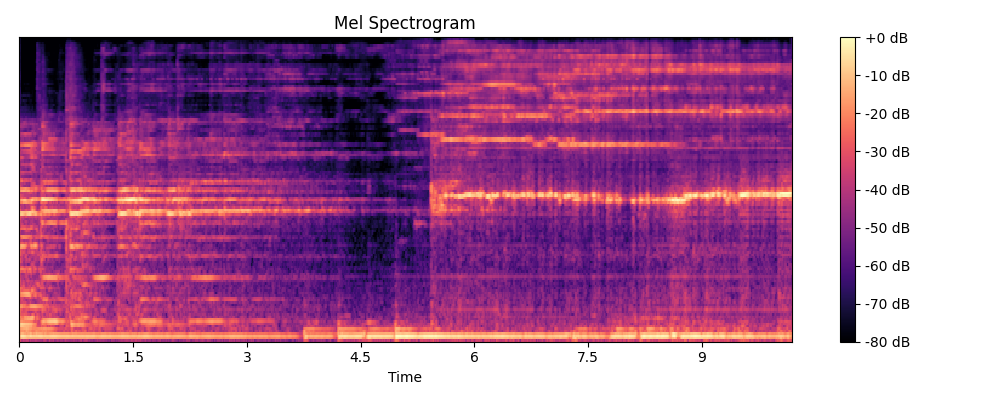 Mel Spectrogram
+0 dB
-10 dB
-20 dB
-30 dB
-40 dB
-50 dB
-60 dB
-70 dB
-80 dB
0 1.5 3 4.5 6 7.5 9
Time